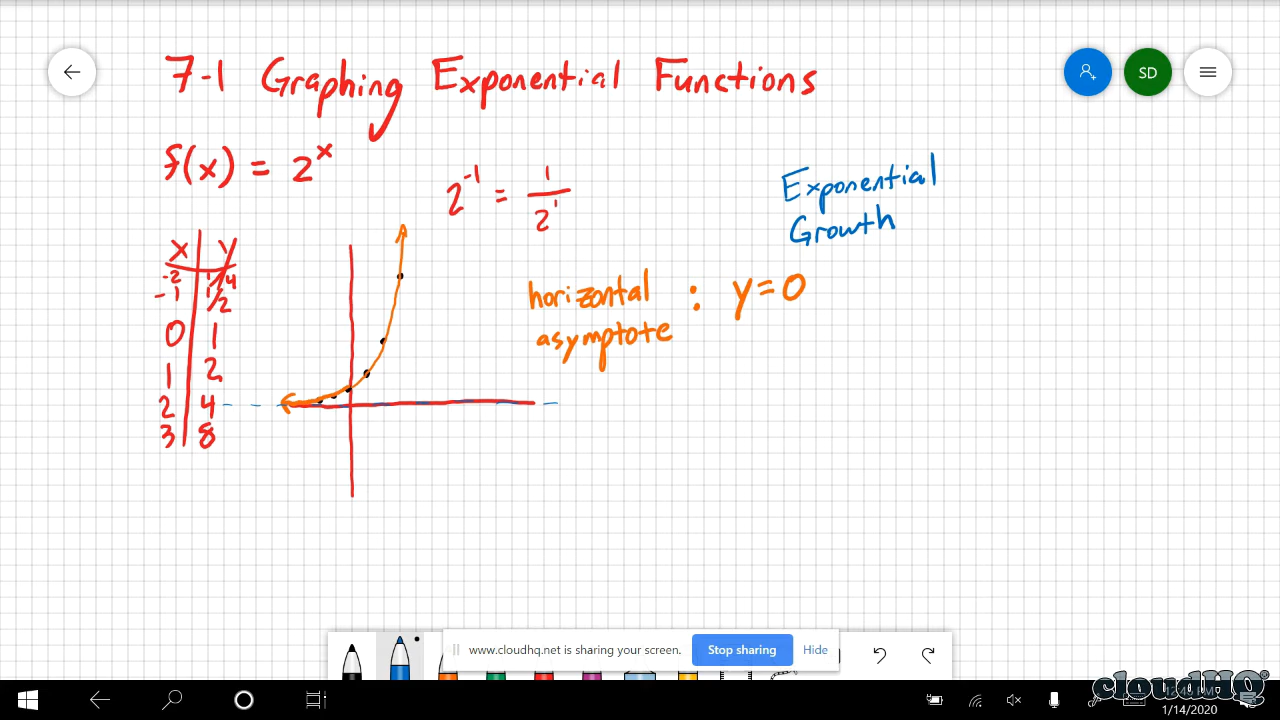 7-1 Graphing Exponential Functions
SD
f(x) = 2^x
2^-1 = 1/2^1
Exponential
Growth
x y
-2 1/4
-1 1/2
0 1
1 2
2 4
3 8
horizontal : y=0
asymptote
www.cloudhq.net is sharing your screen. Stop sharing Hide
cloudHQ
1/14/2020